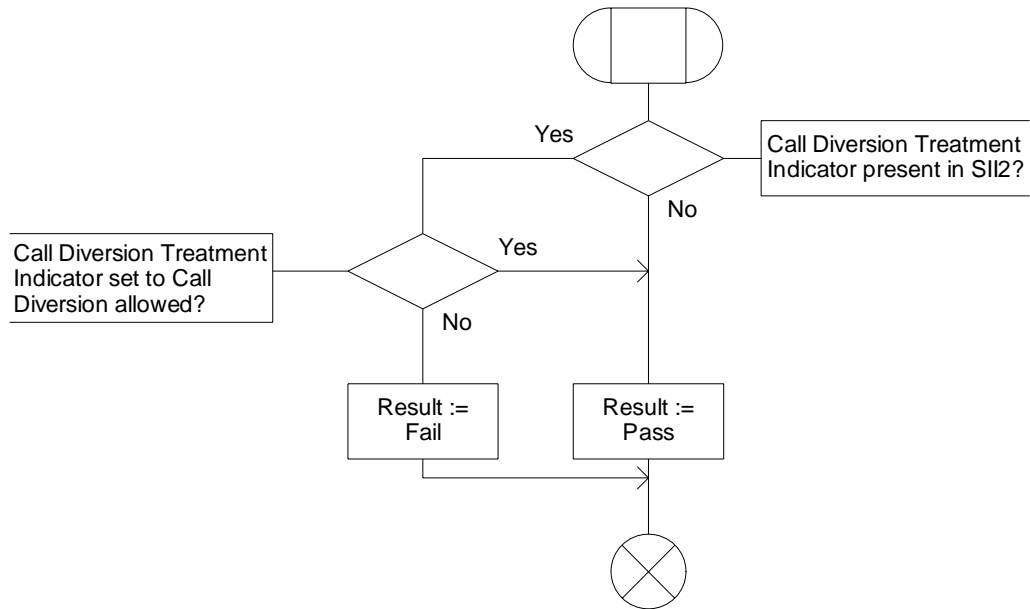 Yes
Call Diversion Treatment
Indicator present in SII2?
No
Call Diversion Treatment
Indicator set to Call
Diversion allowed?
Yes
No
Result :=
Fail
Result :=
Pass